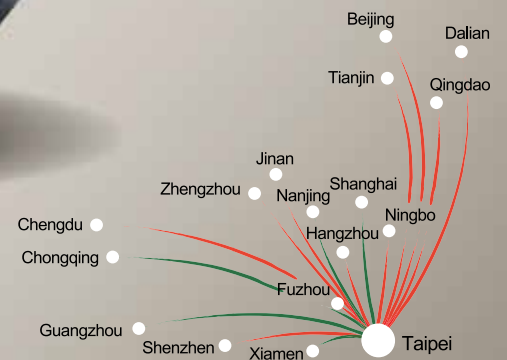 Beijing
Dalian
Tianjin
Qingdao
Jinan
Zhengzhou
Shanghai
Nanjing
Ningbo
Chengdu
Hangzhou
Chongqing
Fuzhou
Guangzhou
Shenzhen
Xiamen
Taipei